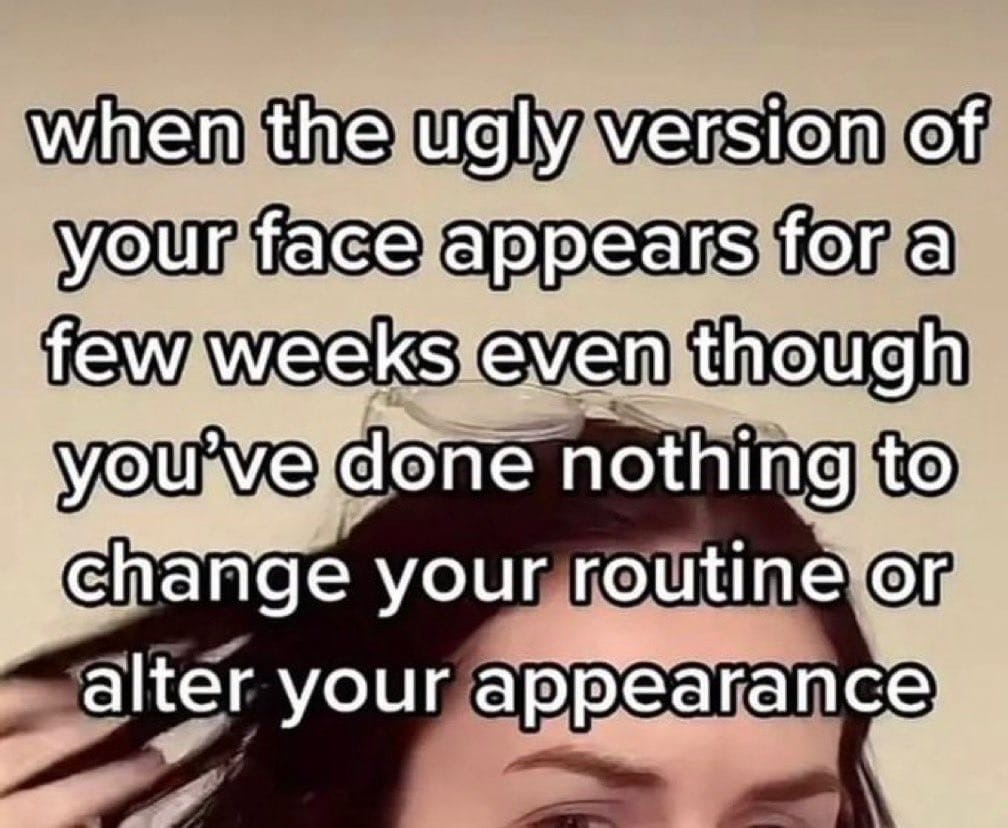 when the ugly version of
your face appears for a
few weeks even though
you've done nothing to
change your routine or
alter your appearance